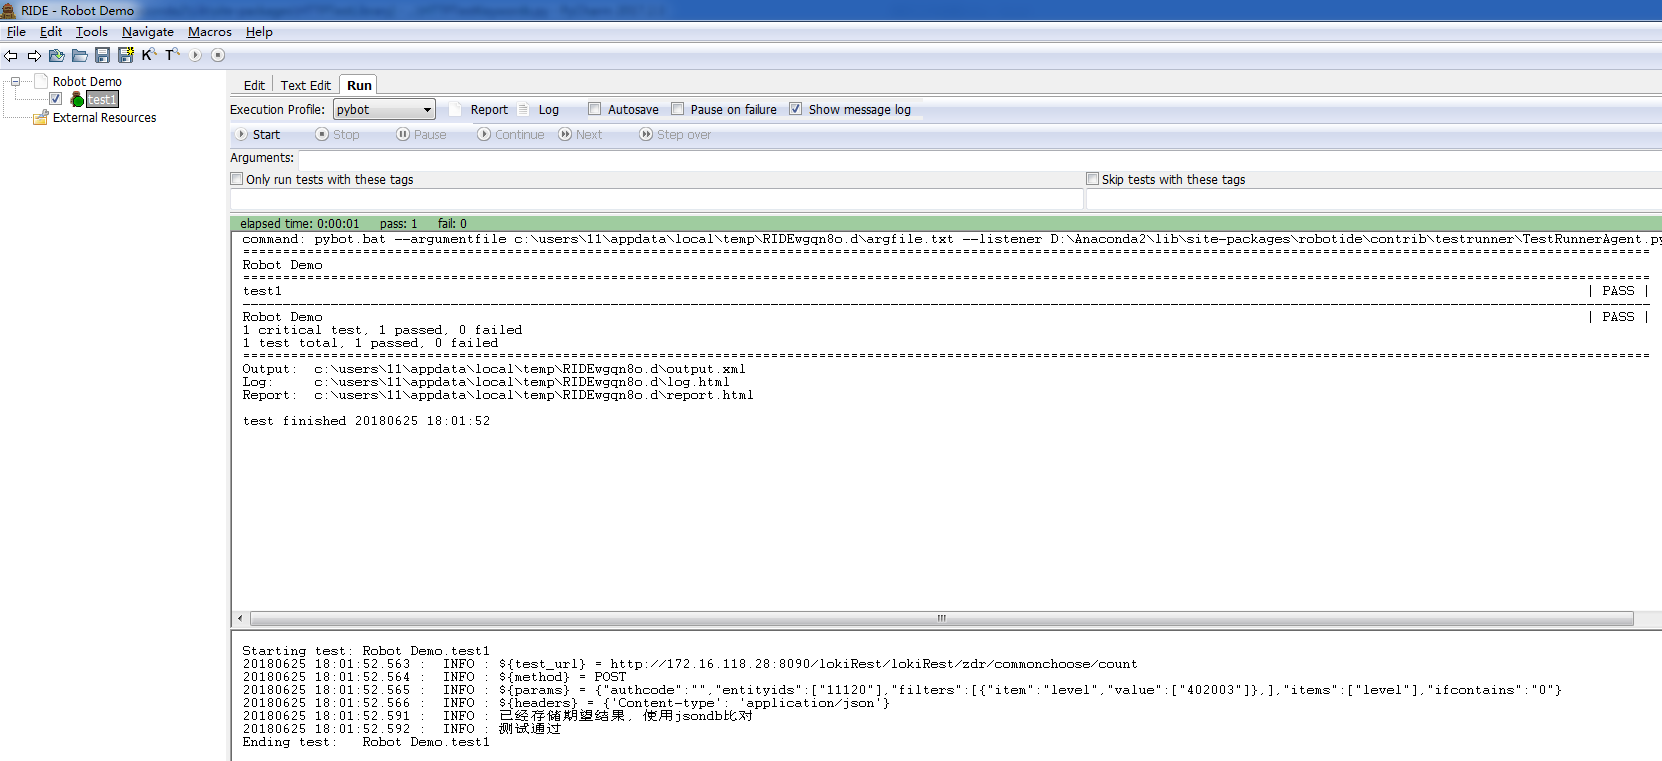 RIDE - Robot Demo
File Edit Tools Navigate Macros Help
Robot Demo
test1
External Resources
Edit Text Edit Run
Execution Profile: pybot Report Log Autosave Pause on failure Show message log
Start Stop Pause Continue Next Step over
Arguments:
Only run tests with these tags Skip tests with these tags
elapsed time: 0:00:01 pass: 1 fail: 0
command: pybot.bat --argumentfile c:\users\11\appdata\local\temp\RIDEwgqn8o.d\argfile.txt --listener D:\Anaconda2\lib\site-packages\robotide\contrib\testrunner\TestRunnerAgent.py
==============================================================================
Robot Demo
==============================================================================
test1 | PASS |
------------------------------------------------------------------------------
Robot Demo | PASS |
1 critical test, 1 passed, 0 failed
1 test total, 1 passed, 0 failed
==============================================================================
Output: c:\users\11\appdata\local\temp\RIDEwgqn8o.d\output.xml
Log: c:\users\11\appdata\local\temp\RIDEwgqn8o.d\log.html
Report: c:\users\11\appdata\local\temp\RIDEwgqn8o.d\report.html
test finished 20180625 18:01:52
Starting test: Robot Demo.test1
20180625 18:01:52.563 : INFO : ${test_url} = http://172.16.118.28:8090/lokiRest/lokiRest/zdr/commonchoose/count
20180625 18:01:52.564 : INFO : ${method} = POST
20180625 18:01:52.565 : INFO : ${params} = {"authcode":"","entityids":["11120"],"filters":[{"item":"level","value":["402003"]},],"items":["level"],"ifcontains":"0"}
20180625 18:01:52.566 : INFO : ${headers} = {'Content-type': 'application/json'}
20180625 18:01:52.591 : INFO : 已经存储期望结果, 使用jsondb比对
20180625 18:01:52.592 : INFO : 测试通过
Ending test: Robot Demo.test1